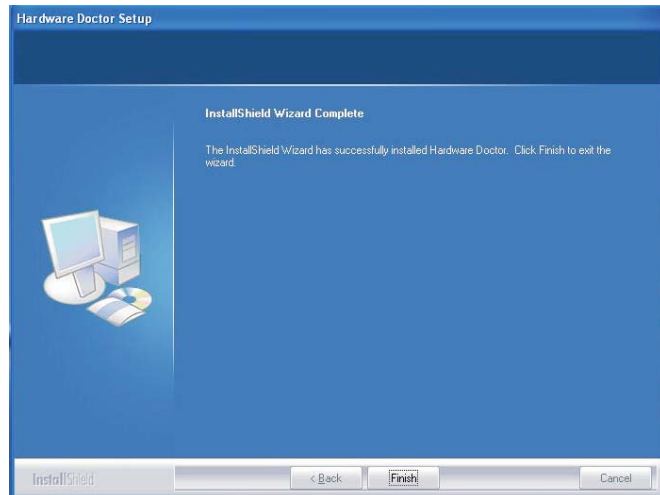 Hardware Doctor Setup
InstallShield Wizard Complete
The InstallShield Wizard has successfully installed Hardware Doctor. Click Finish to exit the
wizard.
InstallShield
< Back
Finish
Cancel